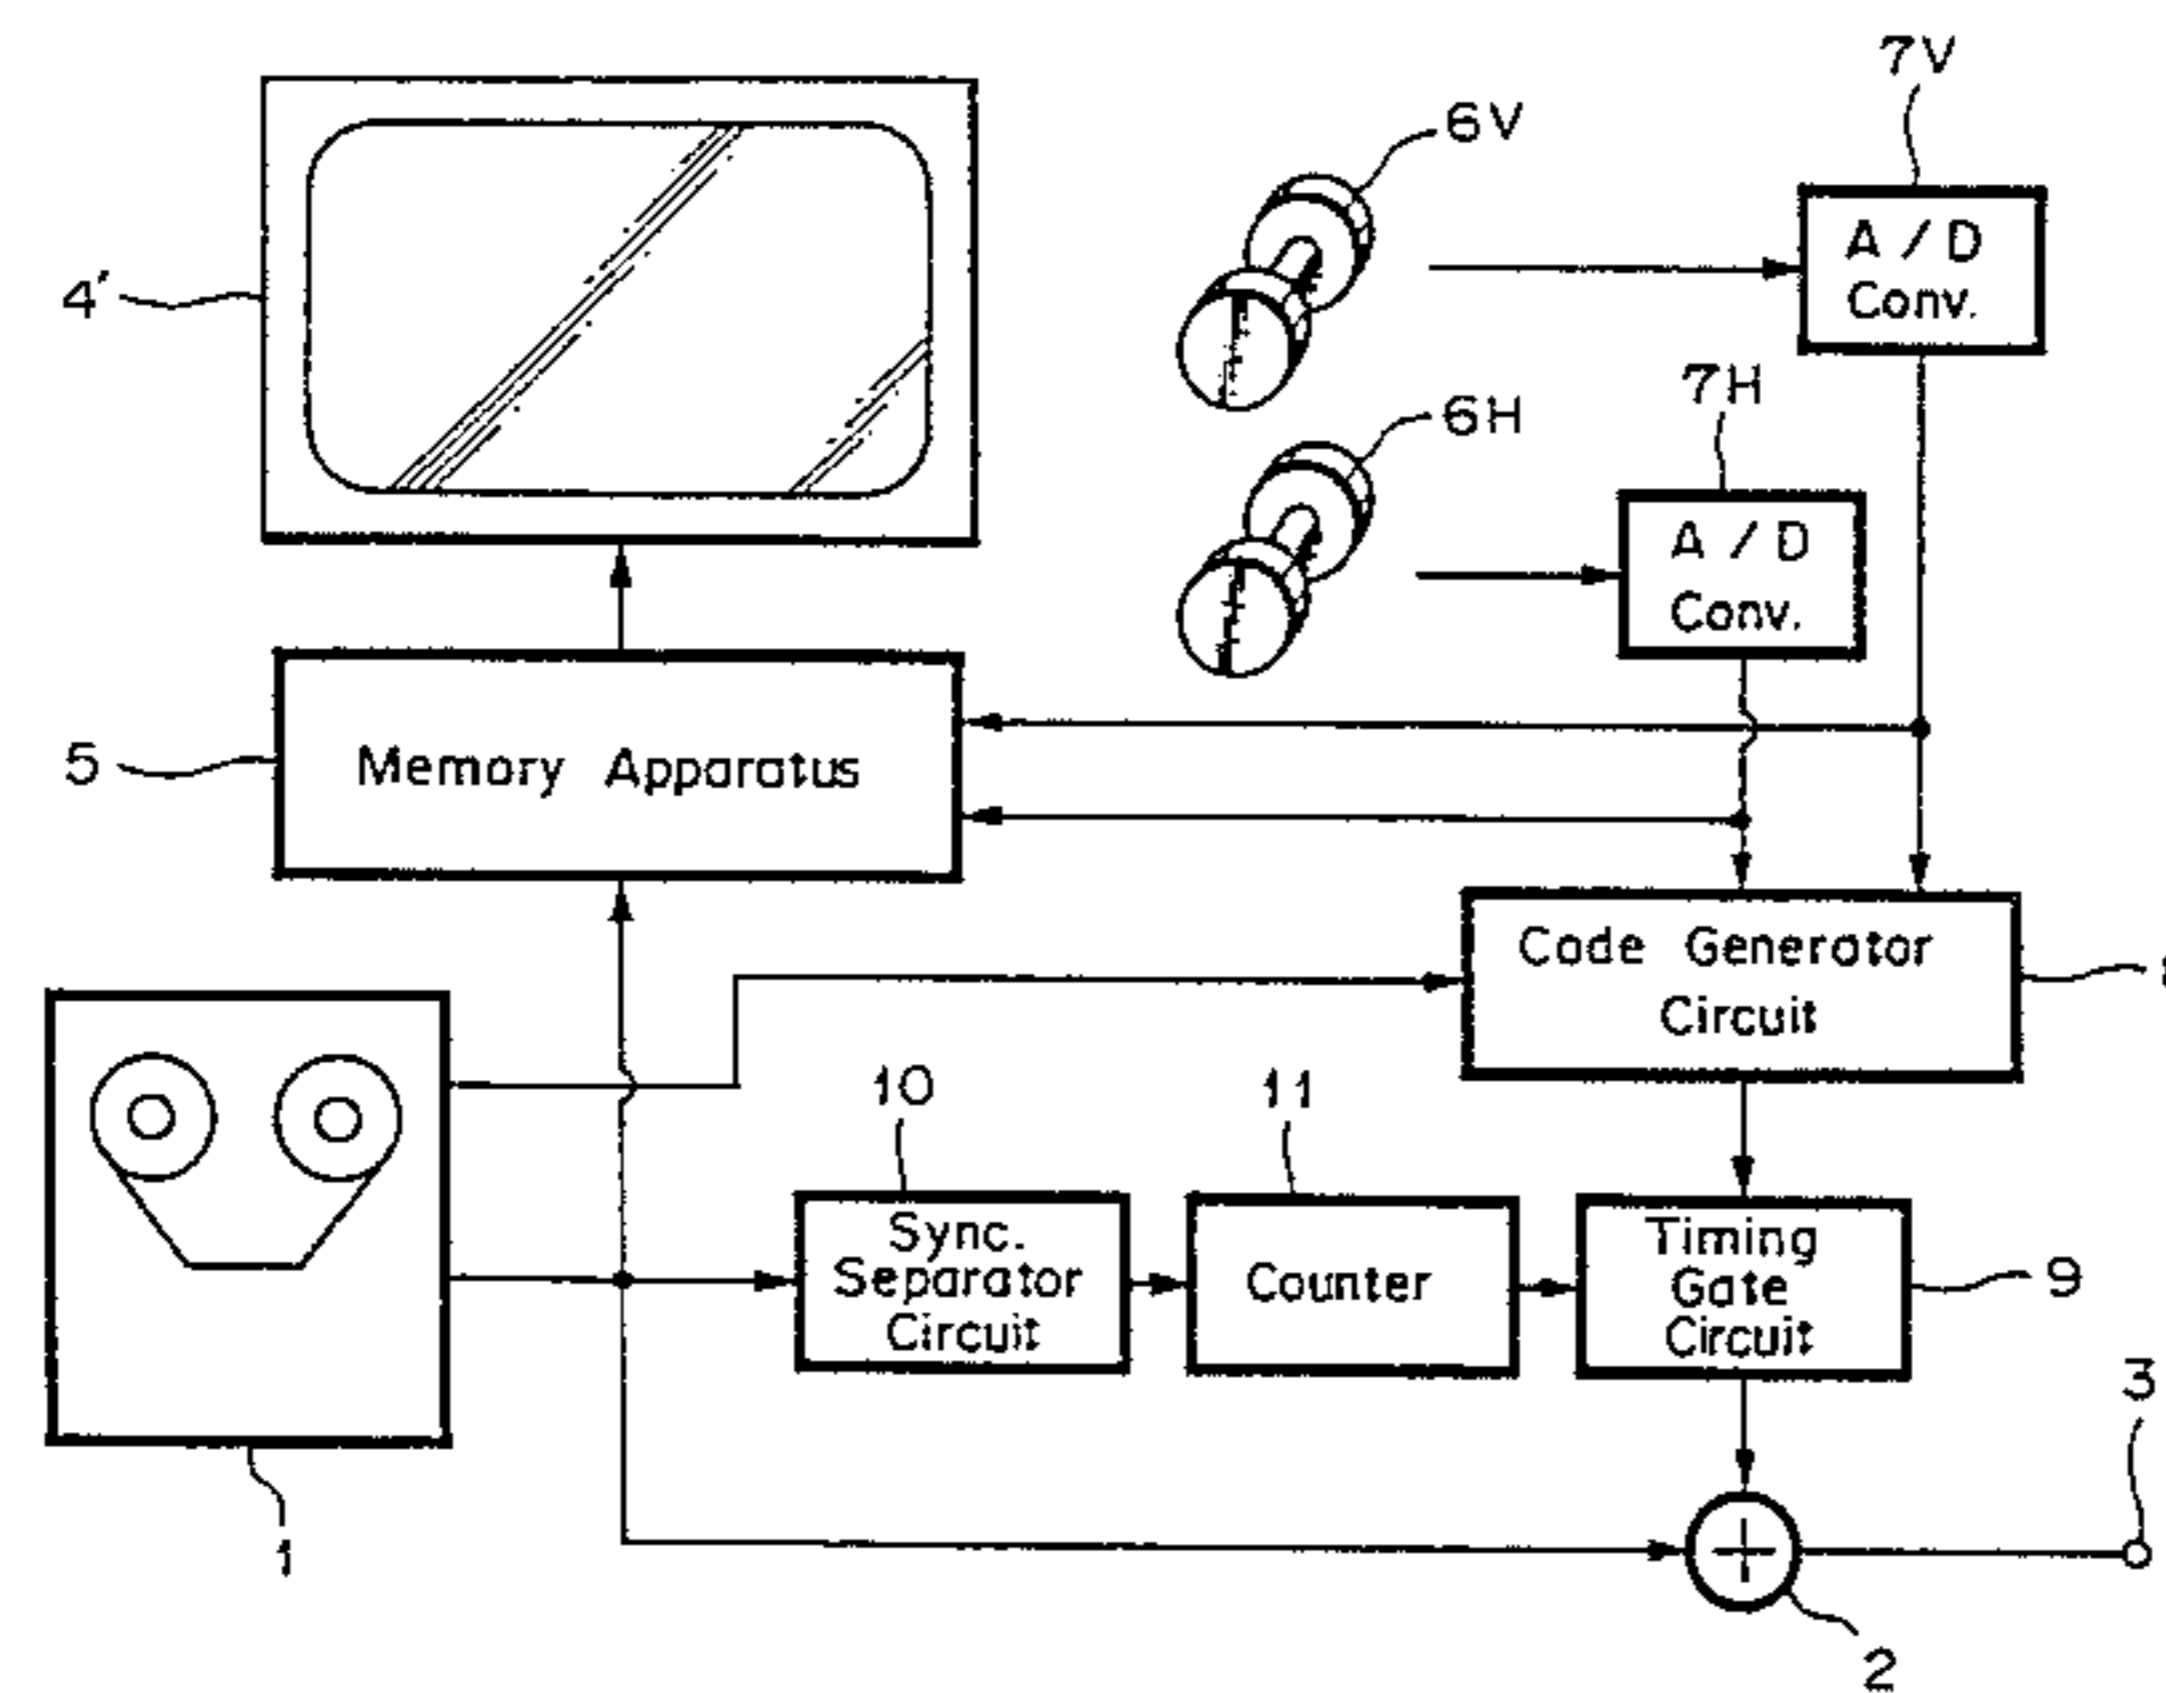 7V
6V
A / D
Conv.
4'
7H
6H
A / D
Conv.
5
Memory Apparatus
Code Generator
Circuit
10
11
Sync.
Separator
Circuit
Counter
Timing
Gate
Circuit
9
3
1
2